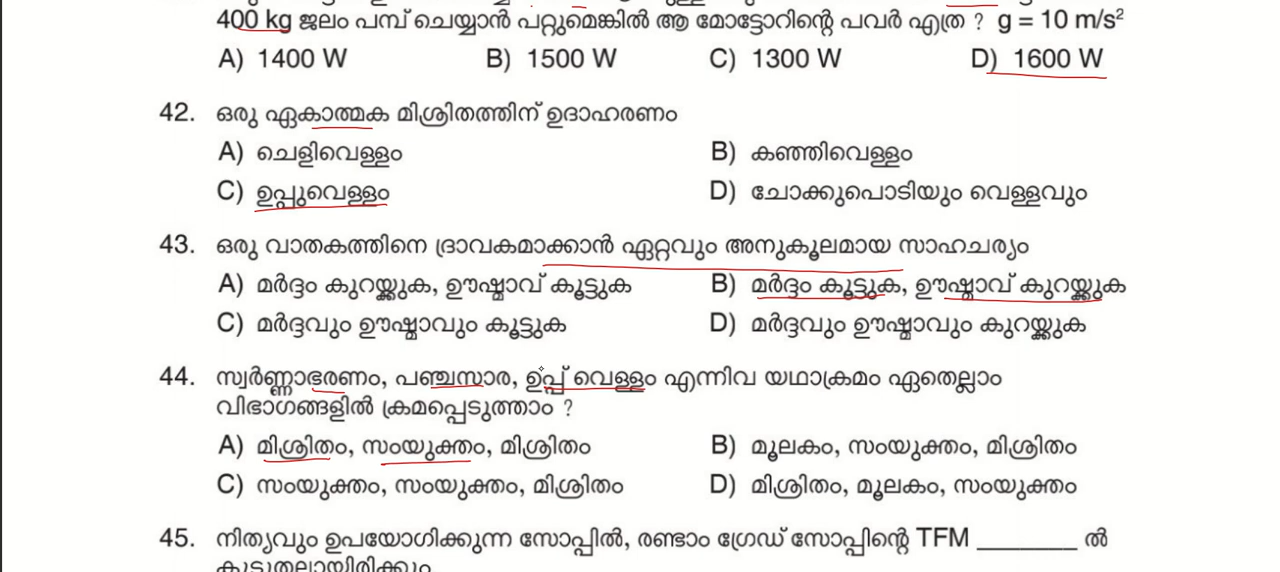 400 kg ജലം പമ്പ് ചെയ്യാൻ പറ്റുമെങ്കിൽ ആ മോട്ടോറിന്റെ പവർ എത്ര ? g = 10 m/s²
A) 1400 W B) 1500 W C) 1300 W D) 1600 W
42. ഒരു ഏകാത്മക മിശ്രിതത്തിന് ഉദാഹരണം
A) ചെളിവെള്ളം B) കഞ്ഞിവെള്ളം
C) ഉപ്പുവെള്ളം D) ചോക്കുപൊടിയും വെള്ളവും
43. ഒരു വാതകത്തിനെ ദ്രാവകമാക്കാൻ ഏറ്റവും അനുകൂലമായ സാഹചര്യം
A) മർദ്ദം കുറയ്ക്കുക, ഊഷ്മാവ് കൂട്ടുക B) മർദ്ദം കൂട്ടുക, ഊഷ്മാവ് കുറയ്ക്കുക
C) മർദ്ദവും ഊഷ്മാവും കൂട്ടുക D) മർദ്ദവും ഊഷ്മാവും കുറയ്ക്കുക
44. സ്വർണ്ണാഭരണം, പഞ്ചസാര, ഉപ്പ് വെള്ളം എന്നിവ യഥാക്രമം ഏതെല്ലാം
വിഭാഗങ്ങളിൽ ക്രമപ്പെടുത്താം ?
A) മിശ്രിതം, സംയുക്തം, മിശ്രിതം B) മൂലകം, സംയുക്തം, മിശ്രിതം
C) സംയുക്തം, സംയുക്തം, മിശ്രിതം D) മിശ്രിതം, മൂലകം, സംയുക്തം
45. നിത്യവും ഉപയോഗിക്കുന്ന സോപ്പിൽ, രണ്ടാം ഗ്രേഡ് സോപ്പിന്റെ TFM ________ ൽ
കൂടുതലായിരിക്കും